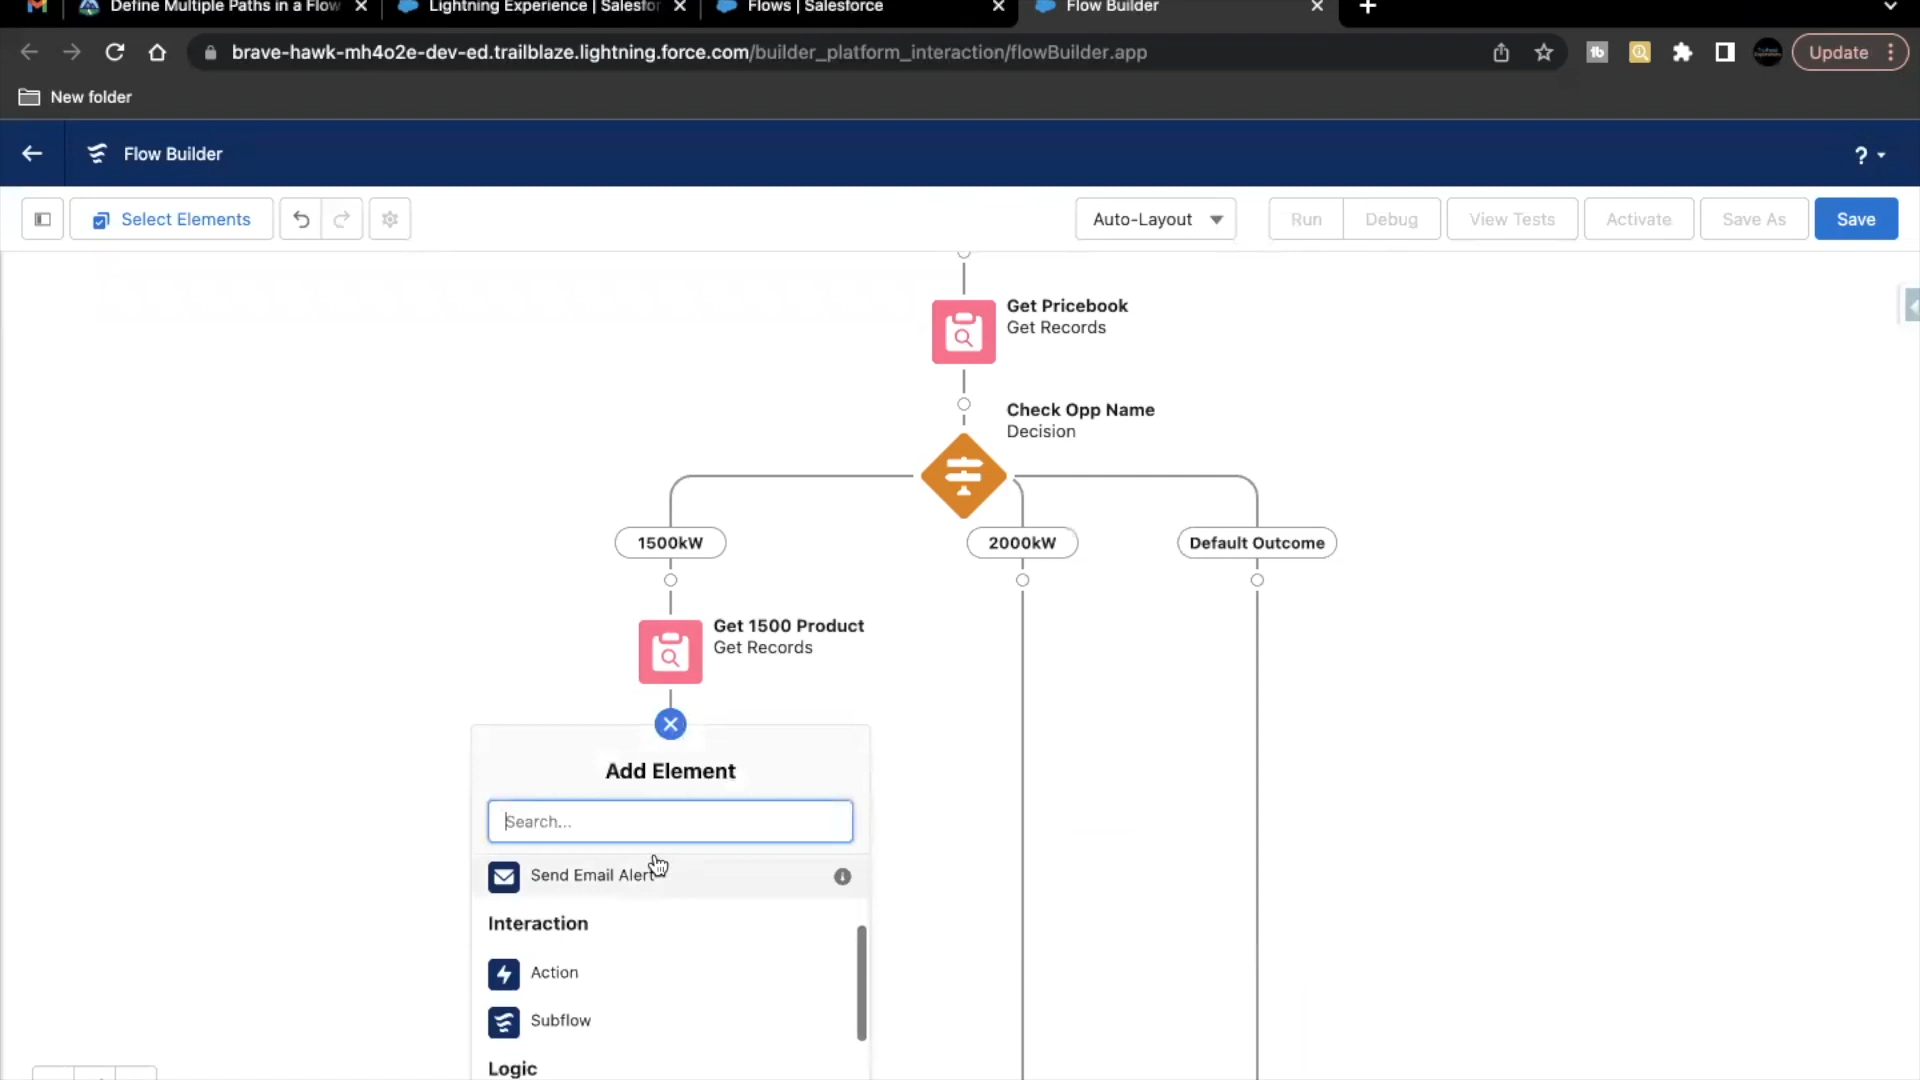 Define Multiple Paths in a Flow
Lightning Experience | Salesfor
Flows | Salesforce
Flow Builder
brave-hawk-mh4o2e-dev-ed.trailblaze.lightning.force.com/builder_platform_interaction/flowBuilder.app
Update
New folder
Flow Builder
?
Select Elements
Auto-Layout
Run
Debug
View Tests
Activate
Save As
Save
Get Pricebook
Get Records
Check Opp Name
Decision
1500kW
2000kW
Default Outcome
Get 1500 Product
Get Records
Add Element
Search...
Send Email Alert
Interaction
Action
Subflow
Logic